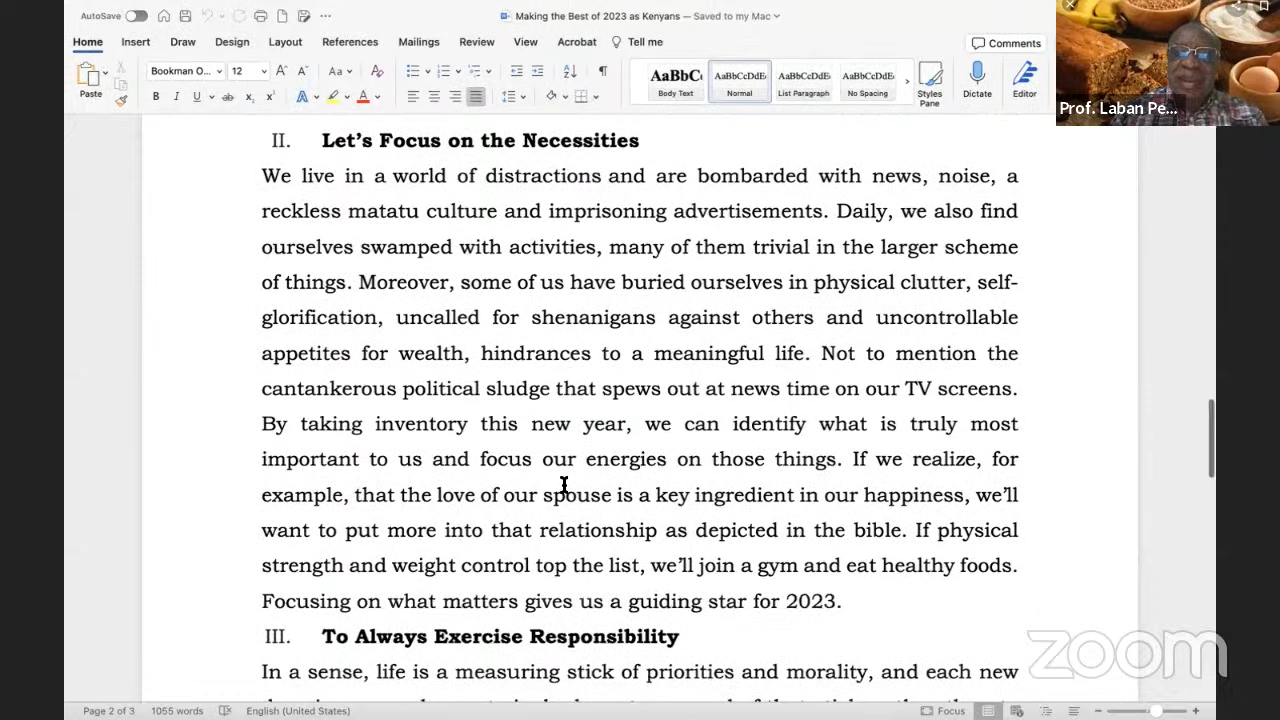 AutoSave
Making the Best of 2023 as Kenyans — Saved to my Mac
Home Insert Draw Design Layout References Mailings Review View Acrobat Tell me
Comments
Paste
Bookman O... 12
AaBbC AaBbCcDdE AaBbCcDdE AaBbCcDdE
Body Text Normal List Paragraph No Spacing
Styles Pane
Dictate
Editor
Prof. Laban Pe...
II. Let’s Focus on the Necessities
We live in a world of distractions and are bombarded with news, noise, a
reckless matatu culture and imprisoning advertisements. Daily, we also find
ourselves swamped with activities, many of them trivial in the larger scheme
of things. Moreover, some of us have buried ourselves in physical clutter, self-
glorification, uncalled for shenanigans against others and uncontrollable
appetites for wealth, hindrances to a meaningful life. Not to mention the
cantankerous political sludge that spews out at news time on our TV screens.
By taking inventory this new year, we can identify what is truly most
important to us and focus our energies on those things. If we realize, for
example, that the love of our spouse is a key ingredient in our happiness, we’ll
want to put more into that relationship as depicted in the bible. If physical
strength and weight control top the list, we’ll join a gym and eat healthy foods.
Focusing on what matters gives us a guiding star for 2023.
III. To Always Exercise Responsibility
In a sense, life is a measuring stick of priorities and morality, and each new
zoom
Page 2 of 3 1055 words English (United States) Focus